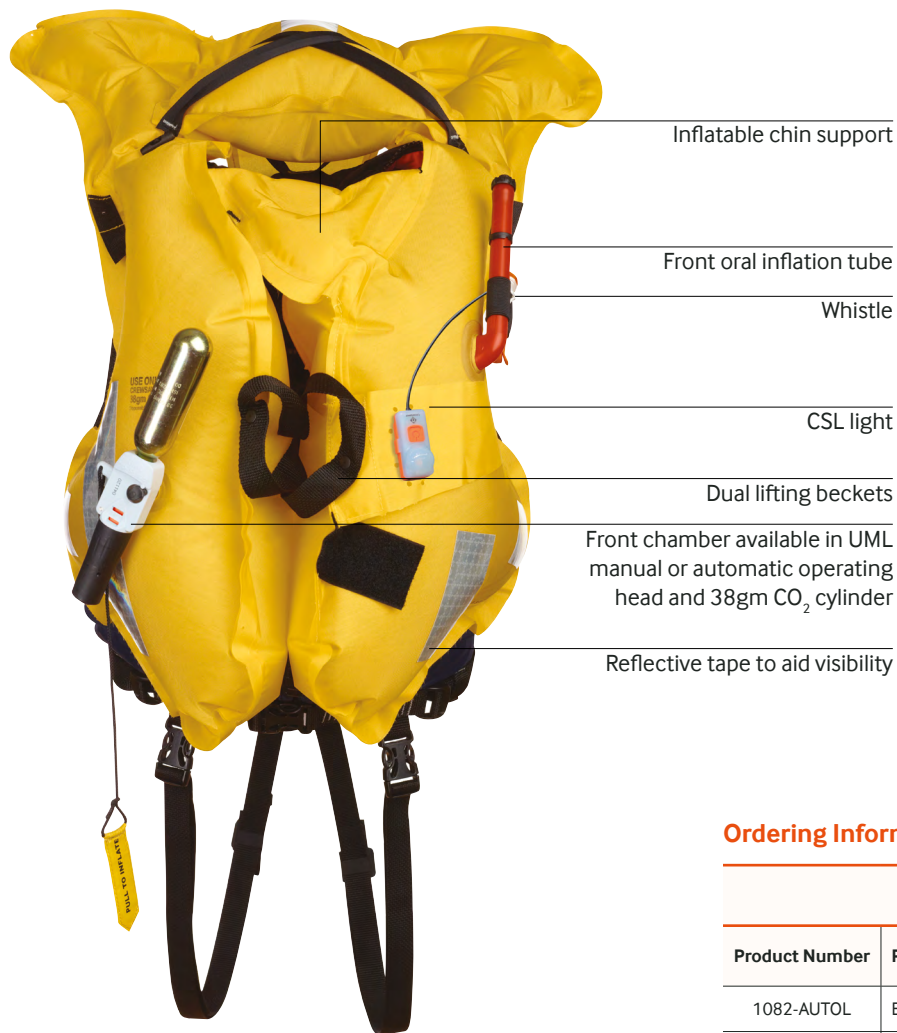 Inflatable chin support
Front oral inflation tube
Whistle
CSL light
Dual lifting beckets
Front chamber available in UML
manual or automatic operating
head and 38gm CO₂ cylinder
Reflective tape to aid visibility
USE ON
PULL TO INFLATE
Ordering Infor
Product Number
1082-AUTOL